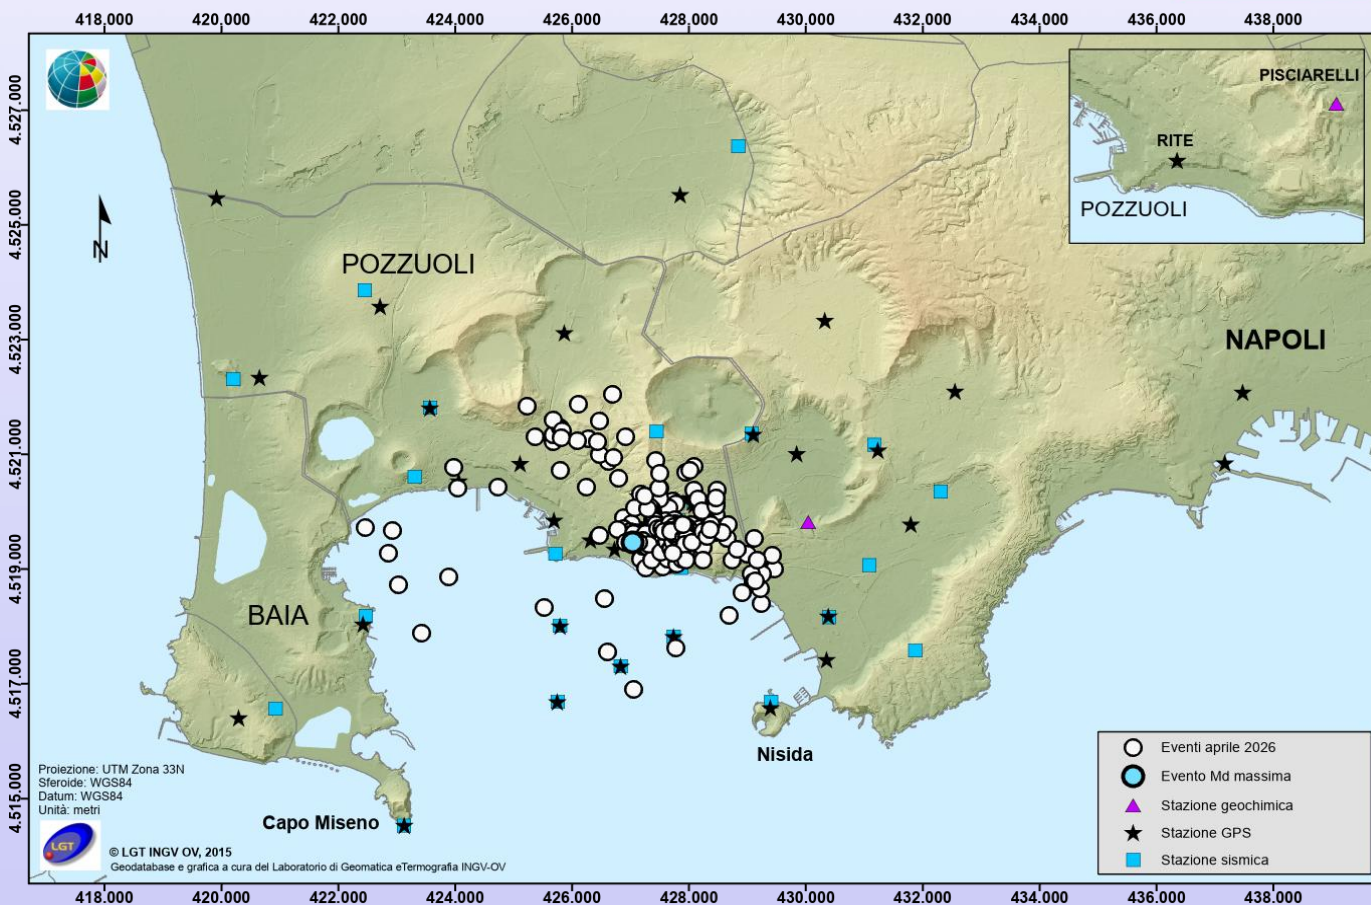 418.000 420.000 422.000 424.000 426.000 428.000 430.000 432.000 434.000 436.000 438.000
4.527.000
4.525.000
4.523.000
4.521.000
4.519.000
4.517.000
4.515.000
N
PISCIARELLI
RITE
POZZUOLI
POZZUOLI
NAPOLI
BAIA
Nisida
Capo Miseno
Eventi aprile 2026
Evento Md massima
Stazione geochimica
Stazione GPS
Stazione sismica
Proiezione: UTM Zona 33N
Sferoide: WGS84
Datum: WGS84
Unità: metri
LGT
© LGT INGV OV, 2015
Geodatabase e grafica a cura del Laboratorio di Geomatica eTermografia INGV-OV
418.000 420.000 422.000 424.000 426.000 428.000 430.000 432.000 434.000 436.000 438.000